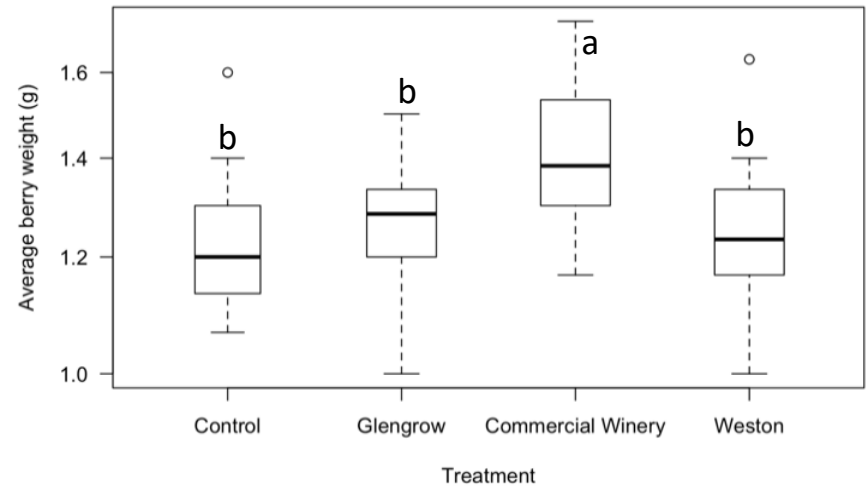 Average berry weight (g)
1.6
1.4
1.2
1.0
b
b
a
b
Control
Glengrow
Commercial Winery
Weston
Treatment